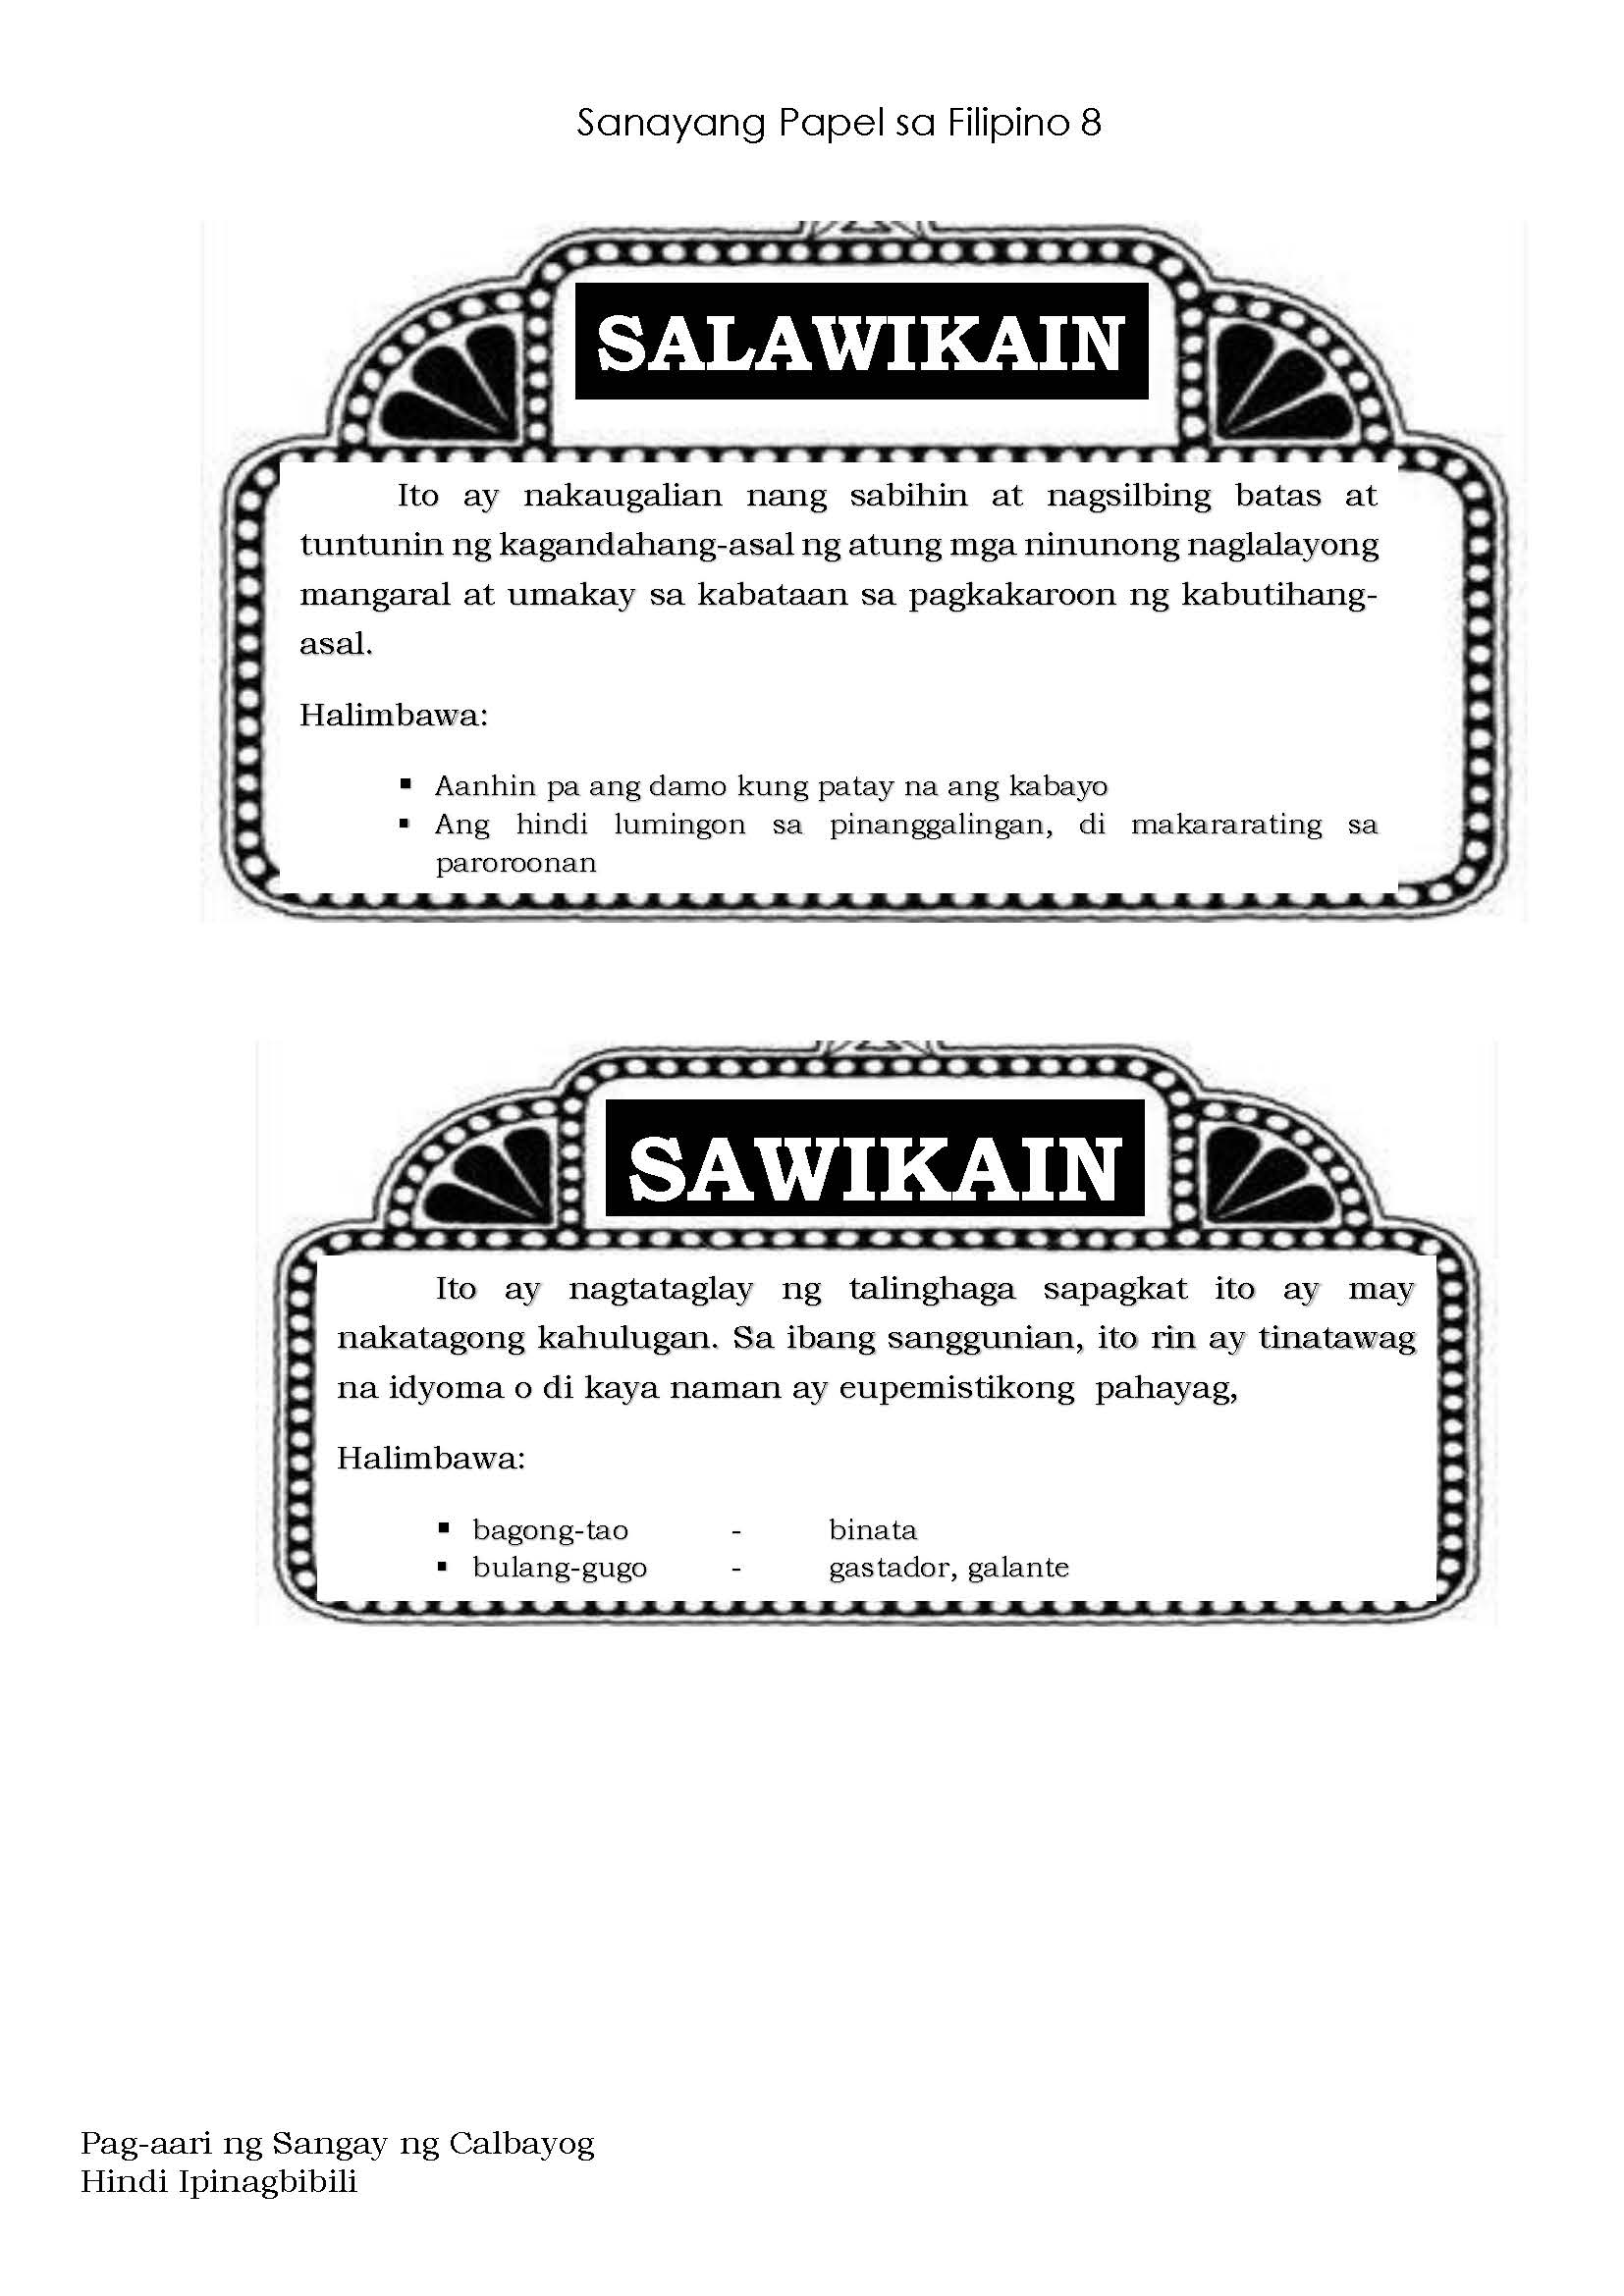 Sanayang Papel sa Filipino 8
SALAWIKAIN
Ito ay nakaugalian nang sabihin at nagsilbing batas at
tuntunin ng kagandahang-asal ng atung mga ninunong naglalayong
mangaral at umakay sa kabataan sa pagkakaroon ng kabutihang-
asal.
Halimbawa:
▪ Aanhin pa ang damo kung patay na ang kabayo
▪ Ang hindi lumingon sa pinanggalingan, di makararating sa
paroroonan
SAWIKAIN
Ito ay nagtataglay ng talinghaga sapagkat ito ay may
nakatagong kahulugan. Sa ibang sanggunian, ito rin ay tinatawag
na idyoma o di kaya naman ay eupemistikong pahayag,
Halimbawa:
▪ bagong-tao - binata
▪ bulang-gugo - gastador, galante
Pag-aari ng Sangay ng Calbayog
Hindi Ipinagbibili